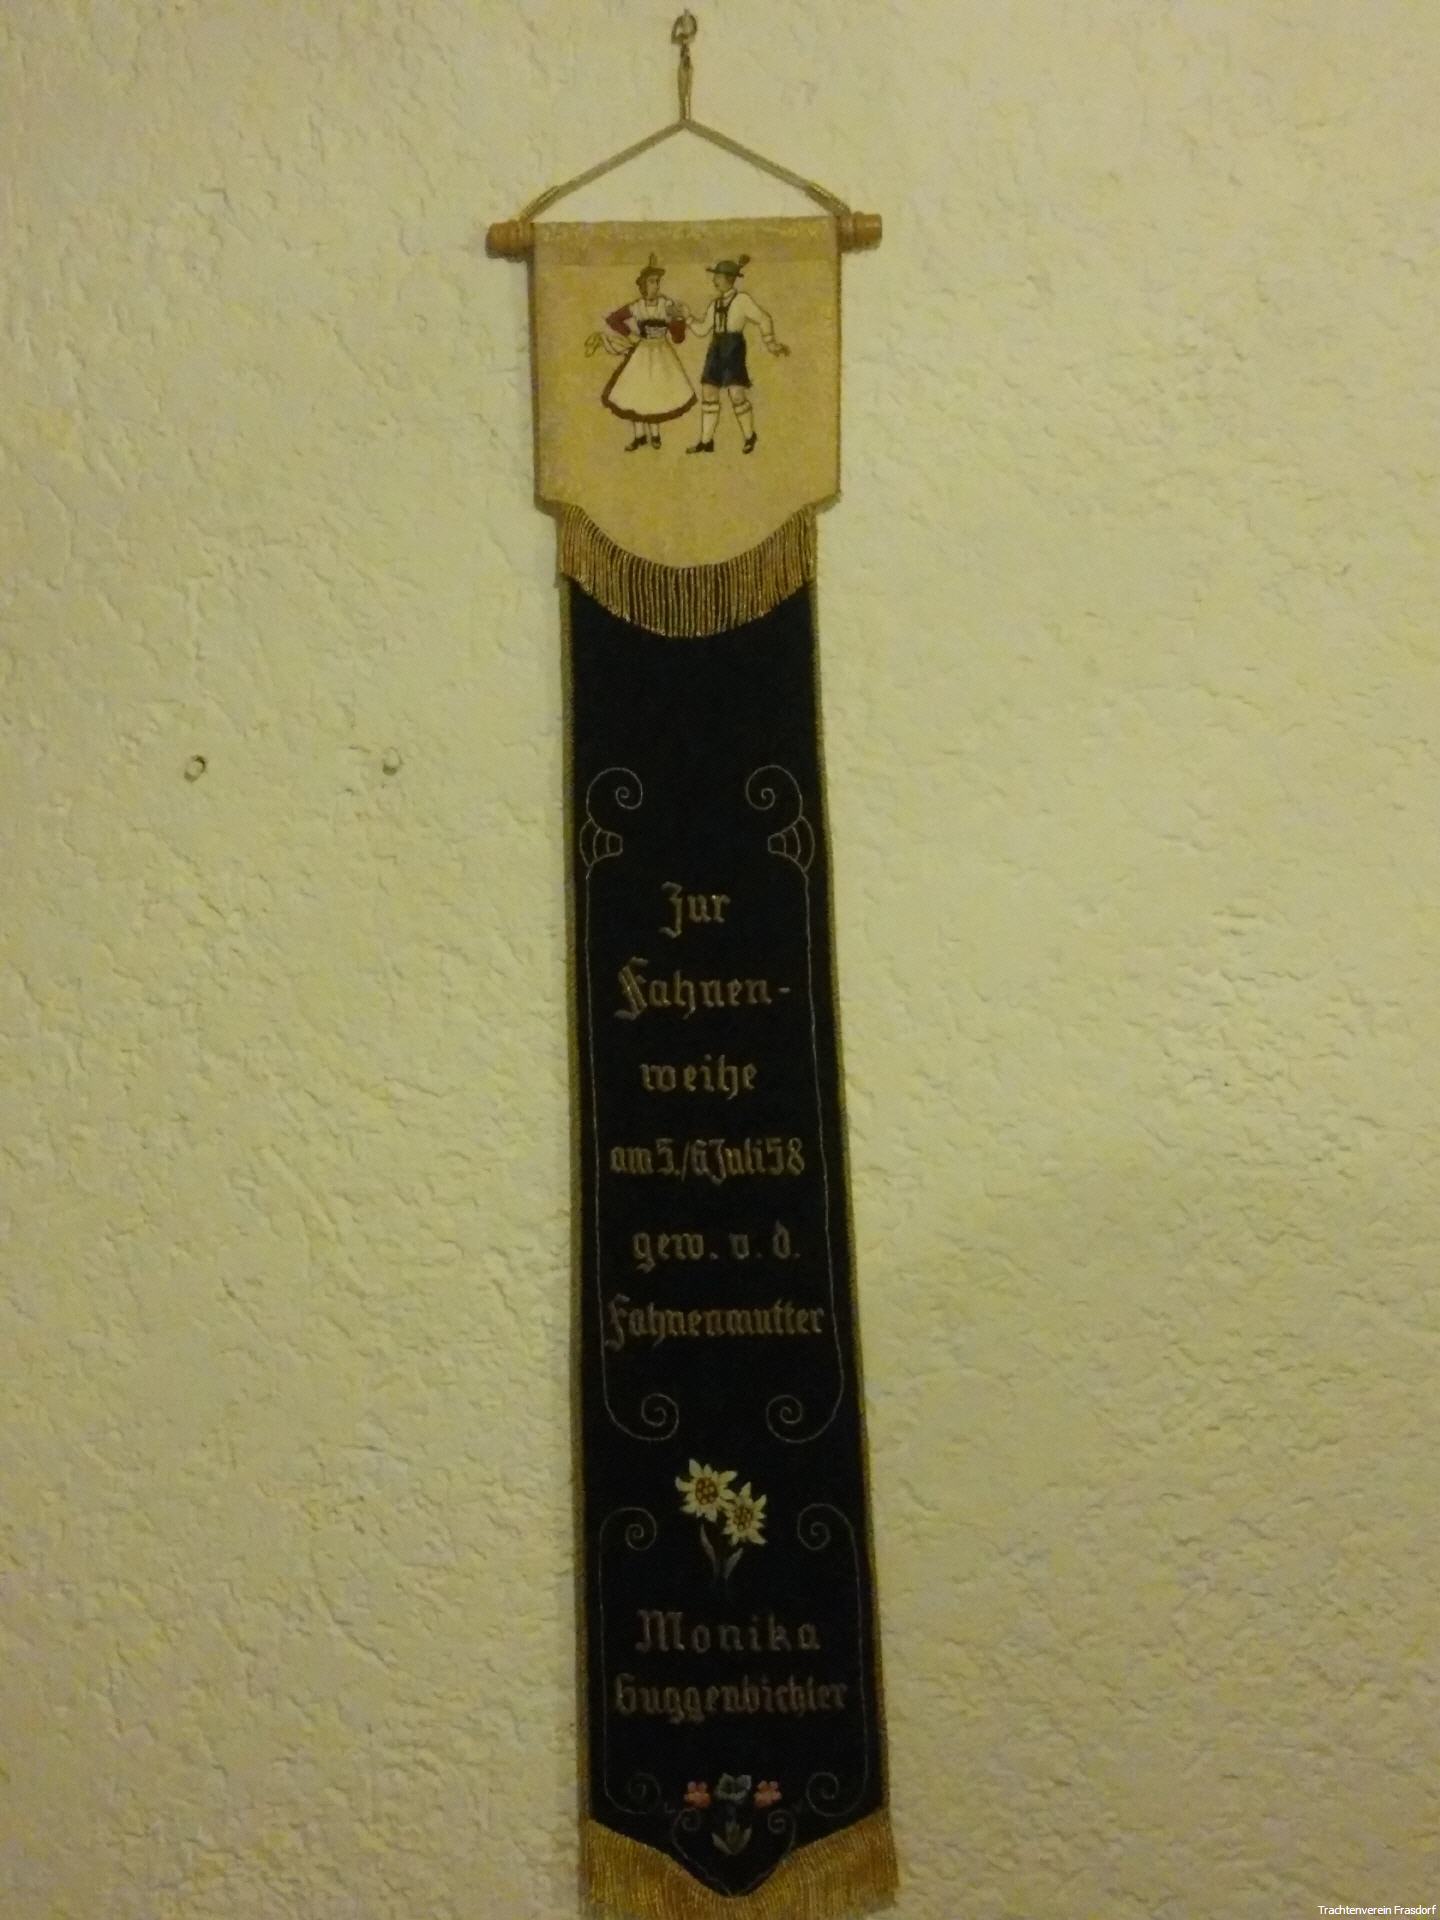 Zur
Fahnen-
weihe
am 5./6. Juli 58
gew. v. d.
Fahnenmutter
Monika
Guggenbichler
Trachtenverein Frasdorf